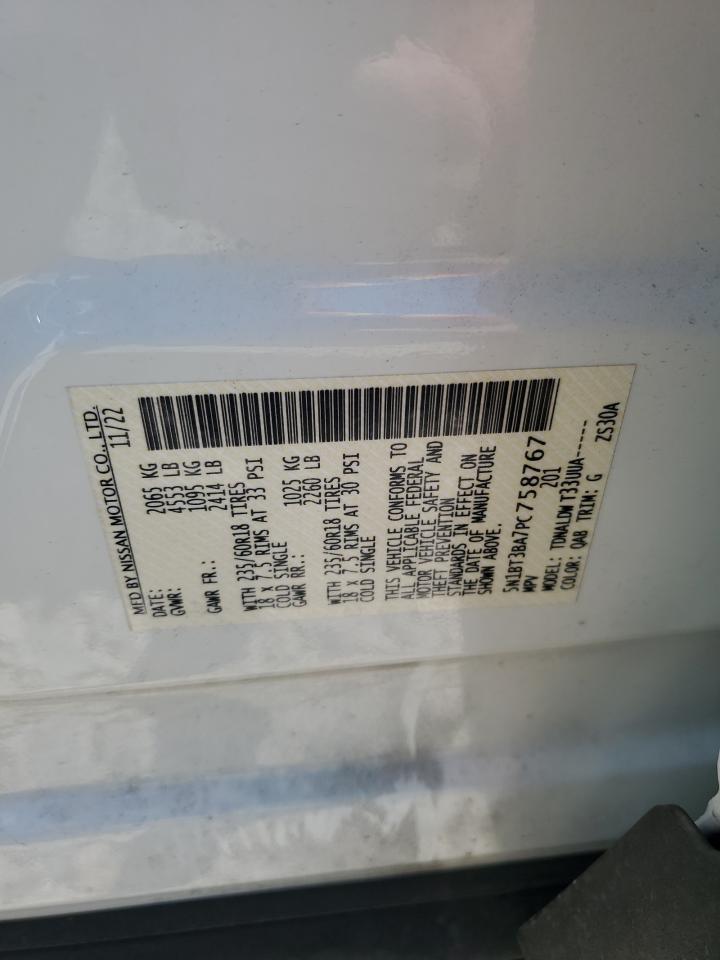 MFD BY NISSAN MOTOR CO., LTD.
DATE: 11/22
GVWR: 2065 KG
4553 LB
GAWR FR.: 1095 KG
2414 LB
WITH 235/60R18 TIRES
18 X 7.5 RIMS AT 33 PSI
COLD SINGLE
GAWR RR.: 1025 KG
2260 LB
WITH 235/60R18 TIRES
18 X 7.5 RIMS AT 30 PSI
COLD SINGLE
THIS VEHICLE CONFORMS TO
ALL APPLICABLE FEDERAL
MOTOR VEHICLE SAFETY AND
THEFT PREVENTION
STANDARDS IN EFFECT ON
THE DATE OF MANUFACTURE
SHOWN ABOVE.
5N1BT3BA7PC758767
MPV 201
MODEL: TDNALDW T33UUA-----
COLOR: QAB TRIM: G ZS30A